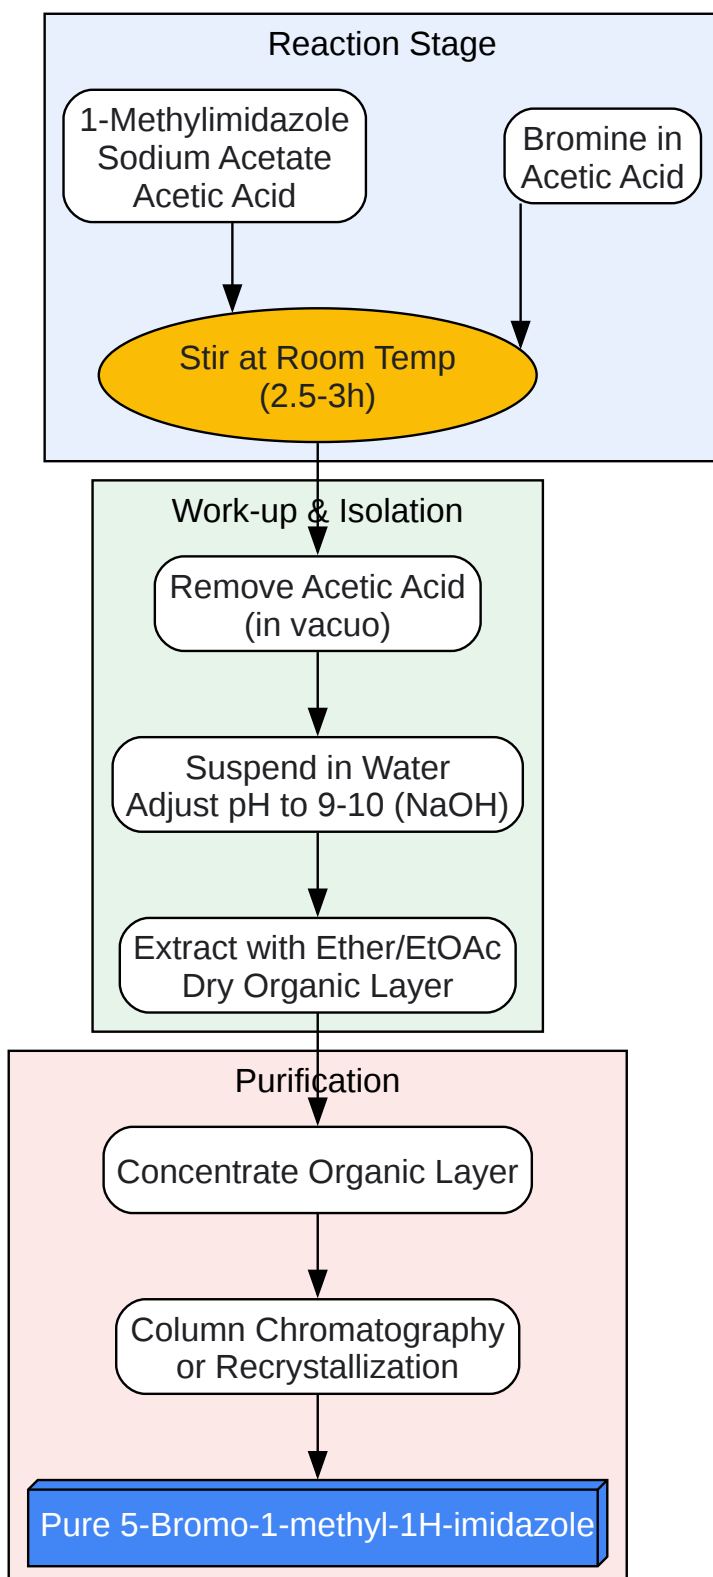 Reaction Stage
1-Methylimidazole
Sodium Acetate
Acetic Acid
Bromine in
Acetic Acid
Stir at Room Temp
(2.5-3h)
Work-up & Isolation
Remove Acetic Acid
(in vacuo)
Suspend in Water
Adjust pH to 9-10 (NaOH)
Extract with Ether/EtOAc
Dry Organic Layer
Purification
Concentrate Organic Layer
Column Chromatography
or Recrystallization
Pure 5-Bromo-1-methyl-1H-imidazole